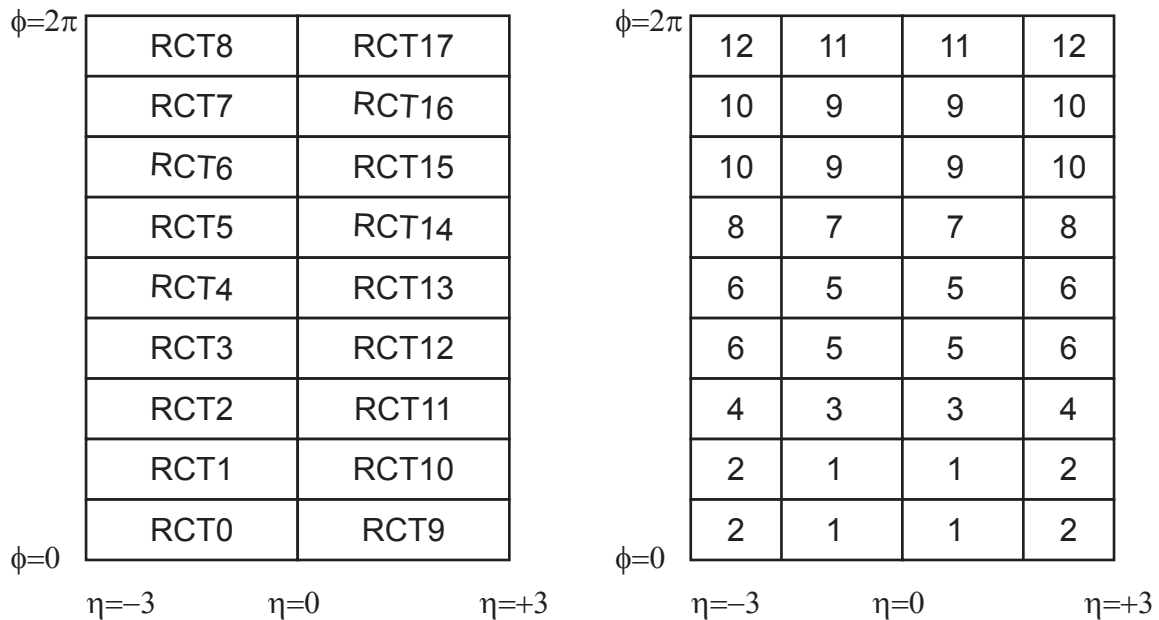 φ=2π RCT8 RCT17 φ=2π 12 11 11 12
RCT7 RCT16 10 9 9 10
RCT6 RCT15 10 9 9 10
RCT5 RCT14 8 7 7 8
RCT4 RCT13 6 5 5 6
RCT3 RCT12 6 5 5 6
RCT2 RCT11 4 3 3 4
RCT1 RCT10 2 1 1 2
φ=0 RCT0 RCT9 φ=0 2 1 1 2
η=−3 η=0 η=+3 η=−3 η=0 η=+3